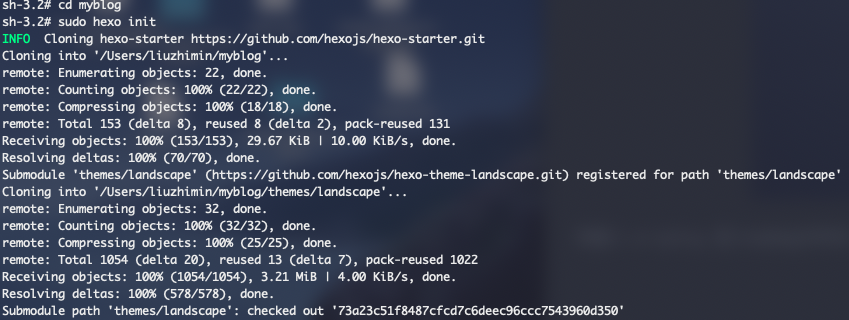 sh-3.2# cd myblog
sh-3.2# sudo hexo init
INFO  Cloning hexo-starter https://github.com/hexojs/hexo-starter.git
Cloning into '/Users/liuzhimin/myblog'...
remote: Enumerating objects: 22, done.
remote: Counting objects: 100% (22/22), done.
remote: Compressing objects: 100% (18/18), done.
remote: Total 153 (delta 8), reused 8 (delta 2), pack-reused 131
Receiving objects: 100% (153/153), 29.67 KiB | 10.00 KiB/s, done.
Resolving deltas: 100% (70/70), done.
Submodule 'themes/landscape' (https://github.com/hexojs/hexo-theme-landscape.git) registered for path 'themes/landscape'
Cloning into '/Users/liuzhimin/myblog/themes/landscape'...
remote: Enumerating objects: 32, done.
remote: Counting objects: 100% (32/32), done.
remote: Compressing objects: 100% (25/25), done.
remote: Total 1054 (delta 20), reused 13 (delta 7), pack-reused 1022
Receiving objects: 100% (1054/1054), 3.21 MiB | 4.00 KiB/s, done.
Resolving deltas: 100% (578/578), done.
Submodule path 'themes/landscape': checked out '73a23c51f8487cfcd7c6deec96ccc7543960d350'